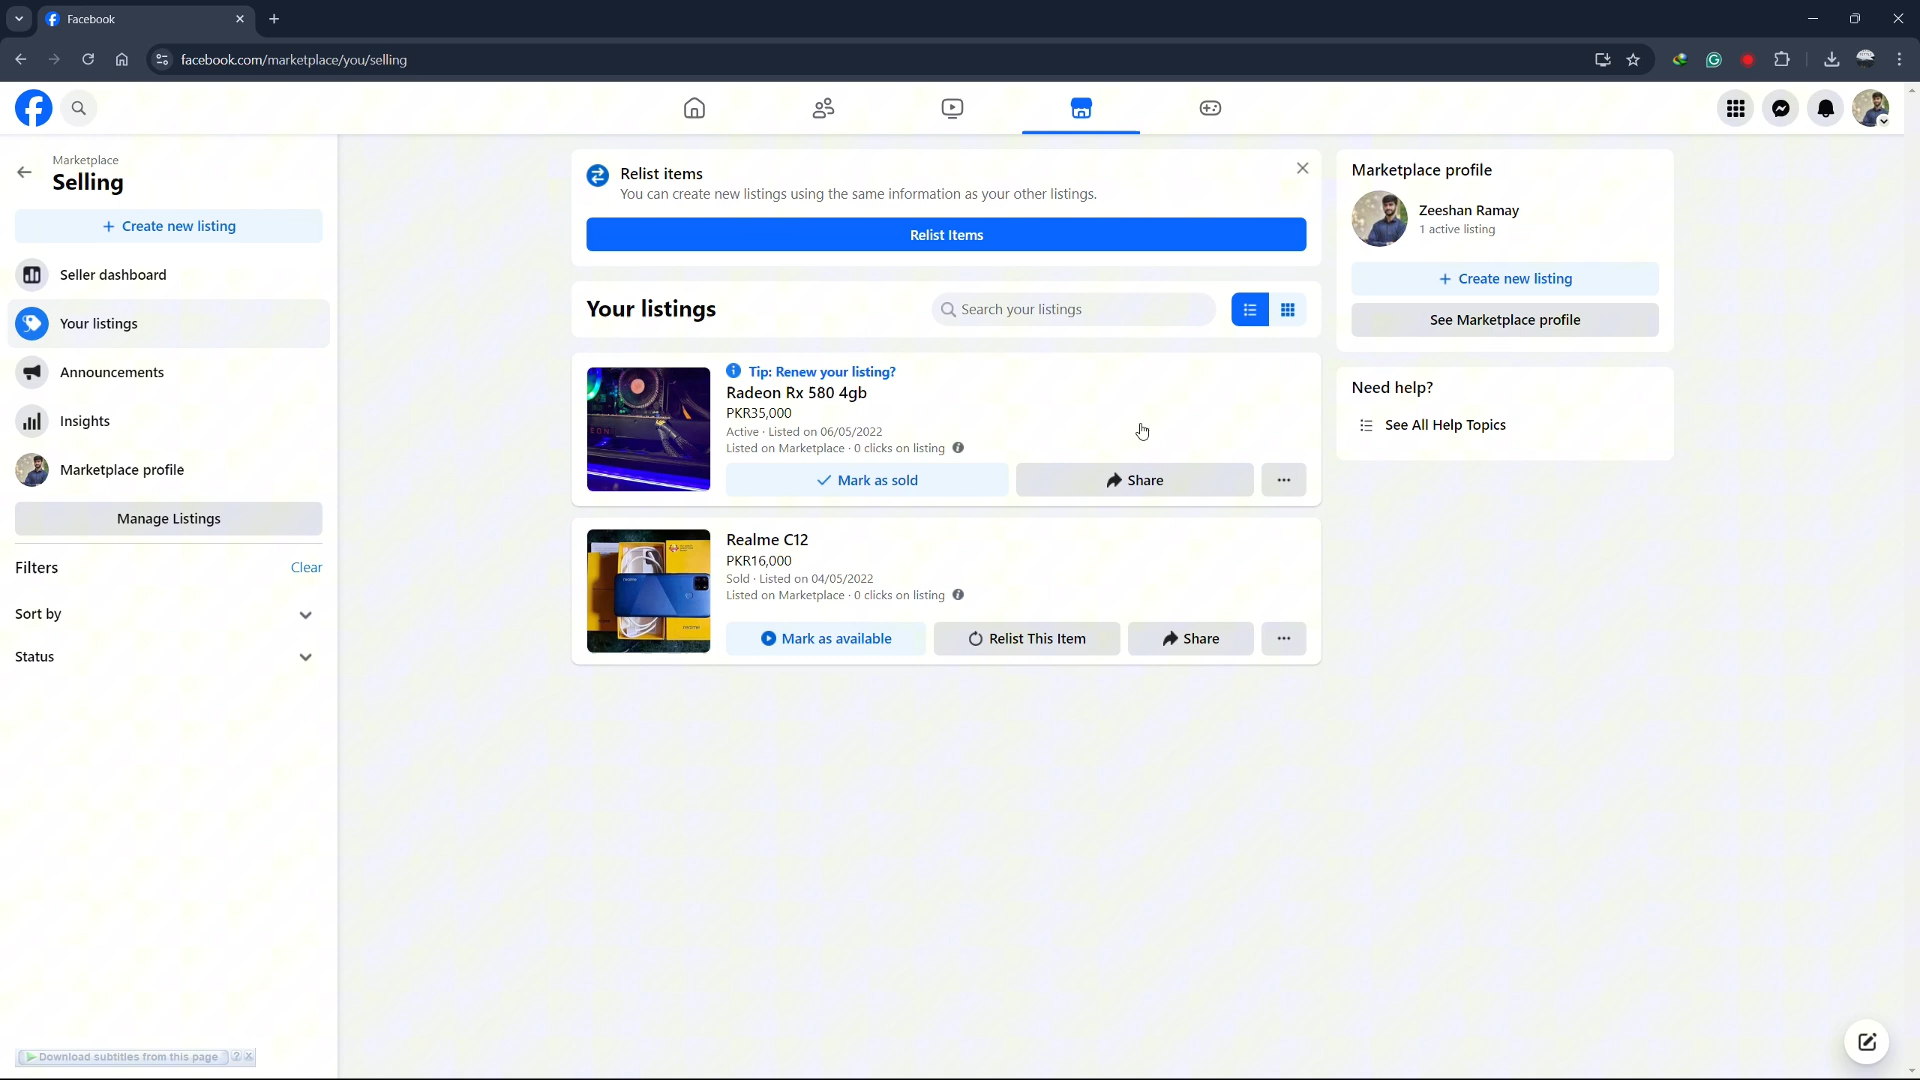 Facebook
facebook.com/marketplace/you/selling
Marketplace
Selling
+ Create new listing
Seller dashboard
Your listings
Announcements
Insights
Marketplace profile
Manage Listings
Filters
Clear
Sort by
Status
Download subtitles from this page
Relist items
You can create new listings using the same information as your other listings.
Relist Items
Your listings
Search your listings
Tip: Renew your listing?
Radeon Rx 580 4gb
PKR35,000
Active · Listed on 06/05/2022
Listed on Marketplace · 0 clicks on listing
Mark as sold
Share
Realme C12
PKR16,000
Sold · Listed on 04/05/2022
Listed on Marketplace · 0 clicks on listing
Mark as available
Relist This Item
Share
Marketplace profile
Zeeshan Ramay
1 active listing
+ Create new listing
See Marketplace profile
Need help?
See All Help Topics